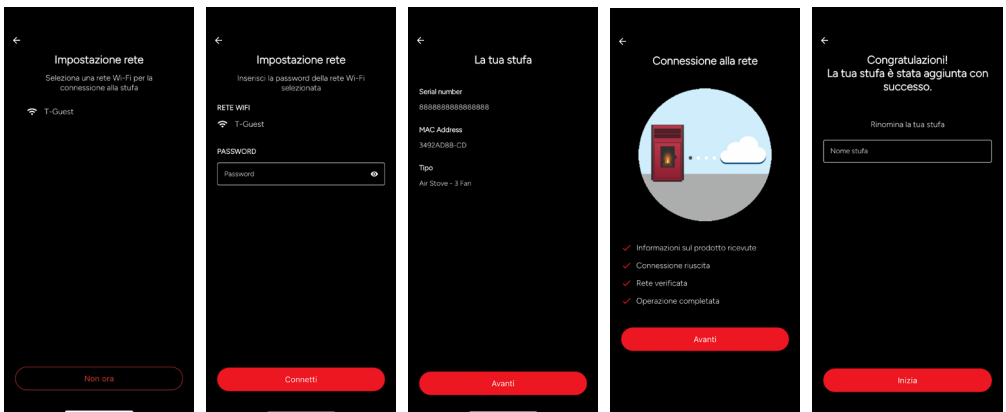 Impostazione rete
Seleziona una rete Wi-Fi per la
connessione alla stufa
T-Guest
Non ora
Impostazione rete
Inserisci la password della rete Wi-Fi
selezionata
RETE WIFI
T-Guest
PASSWORD
Password
Connetti
La tua stufa
Serial number
8888888888888888
MAC Address
3492AD8B-CD
Tipo
Air Stove - 3 Fan
Avanti
Connessione alla rete
Informazioni sul prodotto ricevute
Connessione riuscita
Rete verificata
Operazione completata
Avanti
Congratulazioni!
La tua stufa è stata aggiunta con
successo.
Rinomina la tua stufa
Nome stufa
Inizia